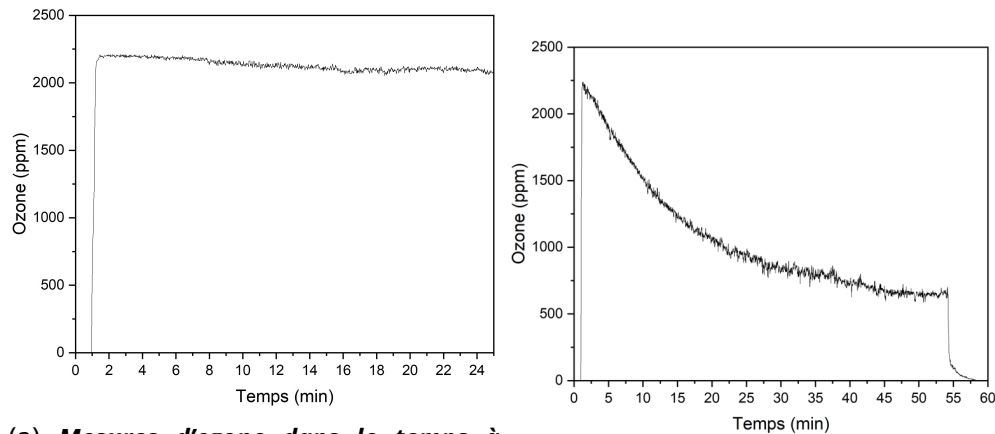 2500
2000
1500
1000
500
0
Ozone (ppm)
0 2 4 6 8 10 12 14 16 18 20 22 24
Temps (min)
2500
2000
1500
1000
500
0
Ozone (ppm)
0 5 10 15 20 25 30 35 40 45 50 55 60
Temps (min)
(a) Mesures d'ozone dans le temps à